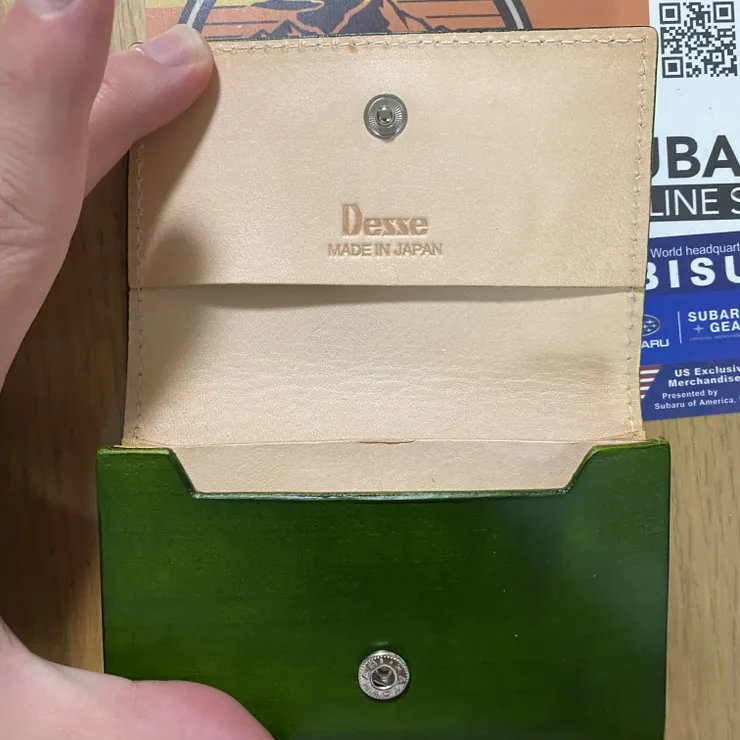 UBA
LINE S
World headquart
BISU
SUBAR
GEA
ARU
US Exclusiv
Merchandise
Presented by
Subaru of America,
Desse
MADE IN JAPAN